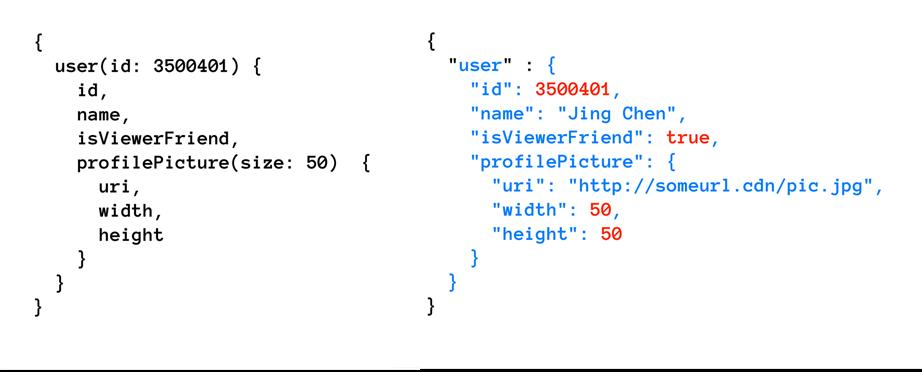 {
  user(id: 3500401) {
    id,
    name,
    isViewerFriend,
    profilePicture(size: 50)  {
      uri,
      width,
      height
    }
  }
}
{
  "user" : {
    "id": 3500401,
    "name": "Jing Chen",
    "isViewerFriend": true,
    "profilePicture": {
      "uri": "http://someurl.cdn/pic.jpg",
      "width": 50,
      "height": 50
    }
  }
}